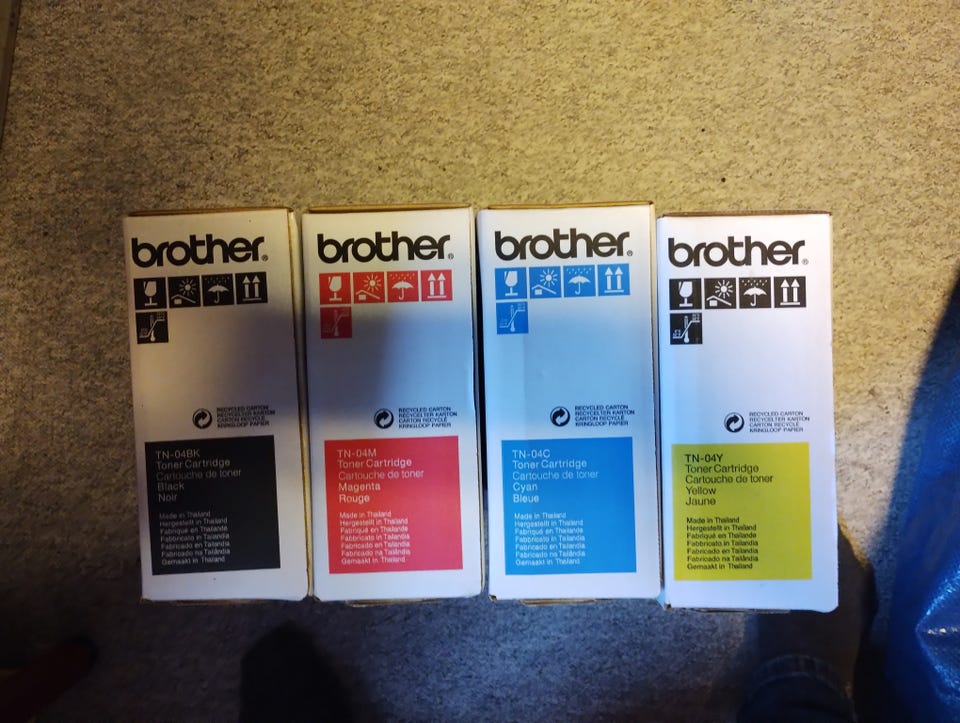 brother®
RECYCLED CARTON
RECYCELTER KARTON
CARTON RECYCLÉ
KRINGLOOP PAPIER
TN-04BK
Toner Cartridge
Cartouche de toner
Black
Noir
Made in Thailand
Hergestellt in Thailand
Fabriqué en Thaïlande
Fabbricato in Tailandia
Fabricado en Tailandia
Fabricado na Tailândia
Gemaakt in Thailand
brother®
RECYCLED CARTON
RECYCELTER KARTON
CARTON RECYCLÉ
KRINGLOOP PAPIER
TN-04M
Toner Cartridge
Cartouche de toner
Magenta
Rouge
Made in Thailand
Hergestellt in Thailand
Fabriqué en Thaïlande
Fabbricato in Tailandia
Fabricado en Tailandia
Fabricado na Tailândia
Gemaakt in Thailand
brother®
RECYCLED CARTON
RECYCELTER KARTON
CARTON RECYCLÉ
KRINGLOOP PAPIER
TN-04C
Toner Cartridge
Cartouche de toner
Cyan
Bleue
Made in Thailand
Hergestellt in Thailand
Fabriqué en Thaïlande
Fabbricato in Tailandia
Fabricado en Tailandia
Fabricado na Tailândia
Gemaakt in Thailand
brother®
RECYCLED CARTON
RECYCELTER KARTON
CARTON RECYCLÉ
KRINGLOOP PAPIER
TN-04Y
Toner Cartridge
Cartouche de toner
Yellow
Jaune
Made in Thailand
Hergestellt in Thailand
Fabriqué en Thaïlande
Fabbricato in Tailandia
Fabricado en Tailandia
Fabricado na Tailândia
Gemaakt in Thailand